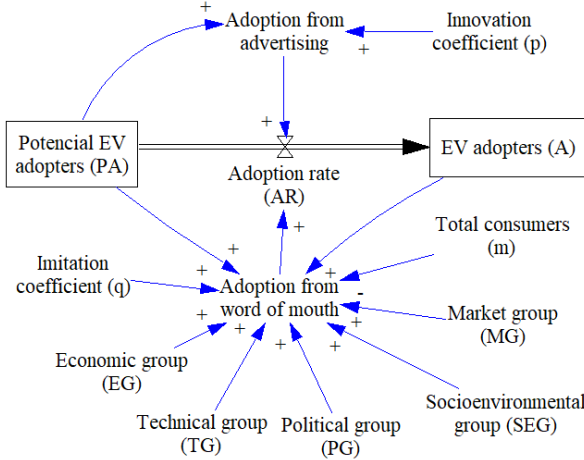 Adoption from
advertising
Innovation
coefficient (p)
+
+
+
Potencial EV
adopters (PA)
EV adopters (A)
Adoption rate
(AR)
+
+
Total consumers
(m)
Imitation
coefficient (q)
+
+
-
Adoption from
word of mouth
Market group
(MG)
+
+
+
+
+
Economic group
(EG)
Technical group
(TG)
Political group
(PG)
Socioenvironmental
group (SEG)